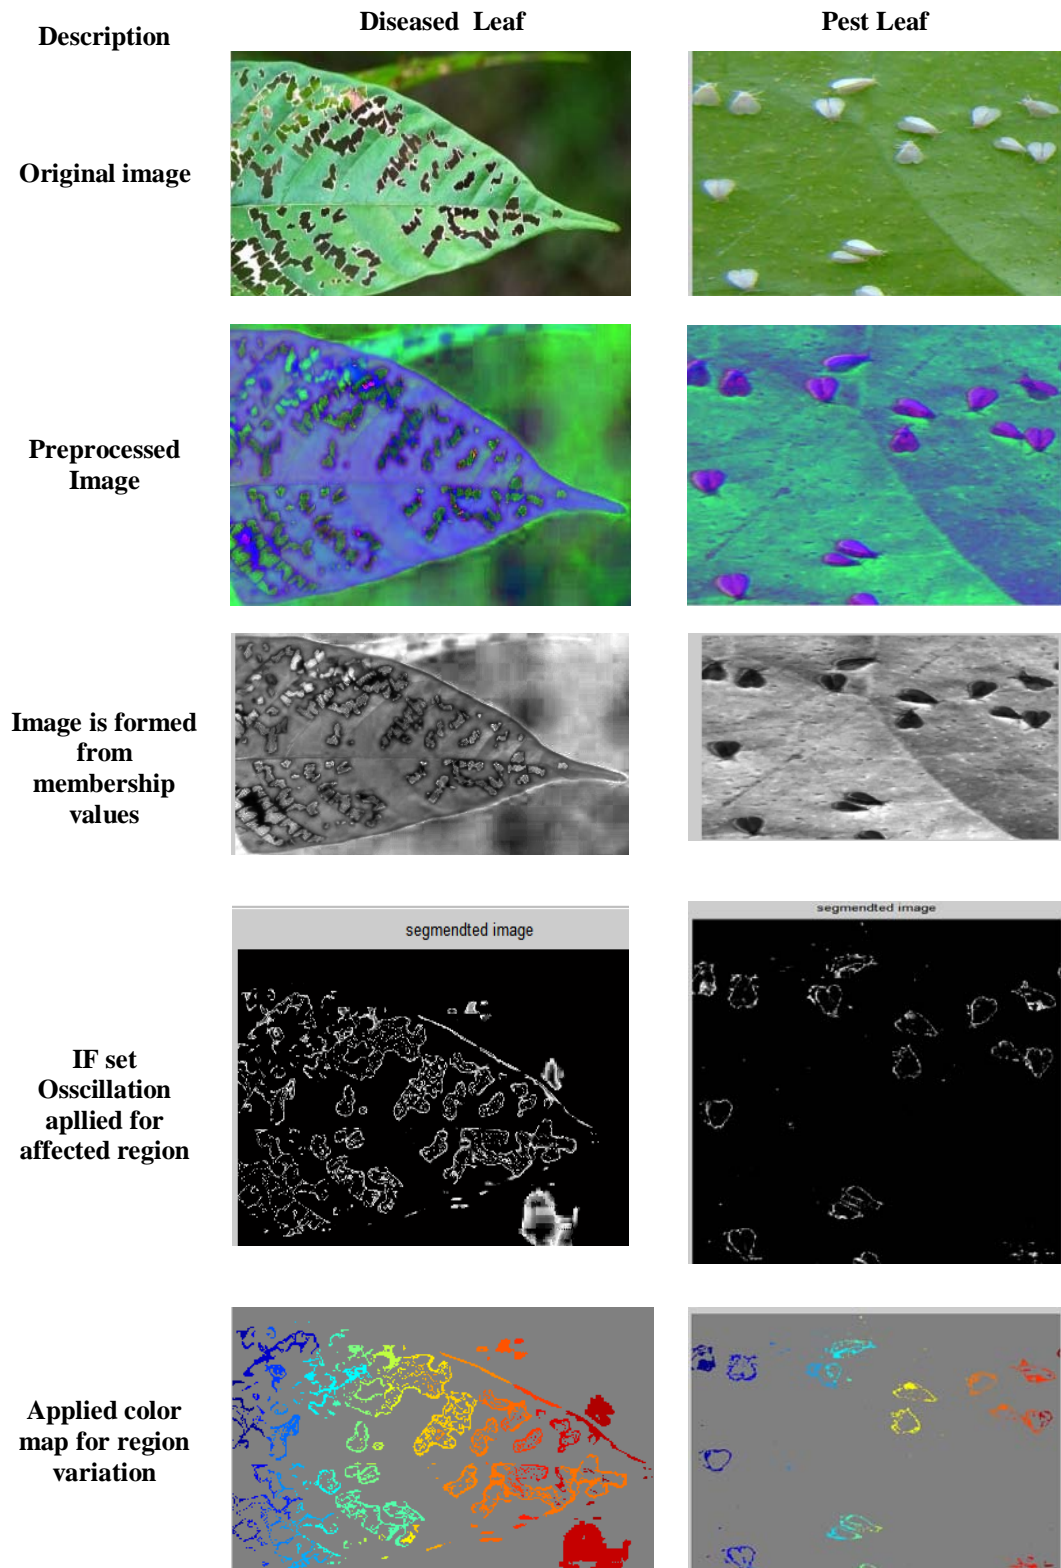 Description
Diseased Leaf
Pest Leaf
Original image
Preprocessed
Image
Image is formed
from
membership
values
segmendted image
segmendted image
IF set
Osscillation
apllied for
affected region
Applied color
map for region
variation